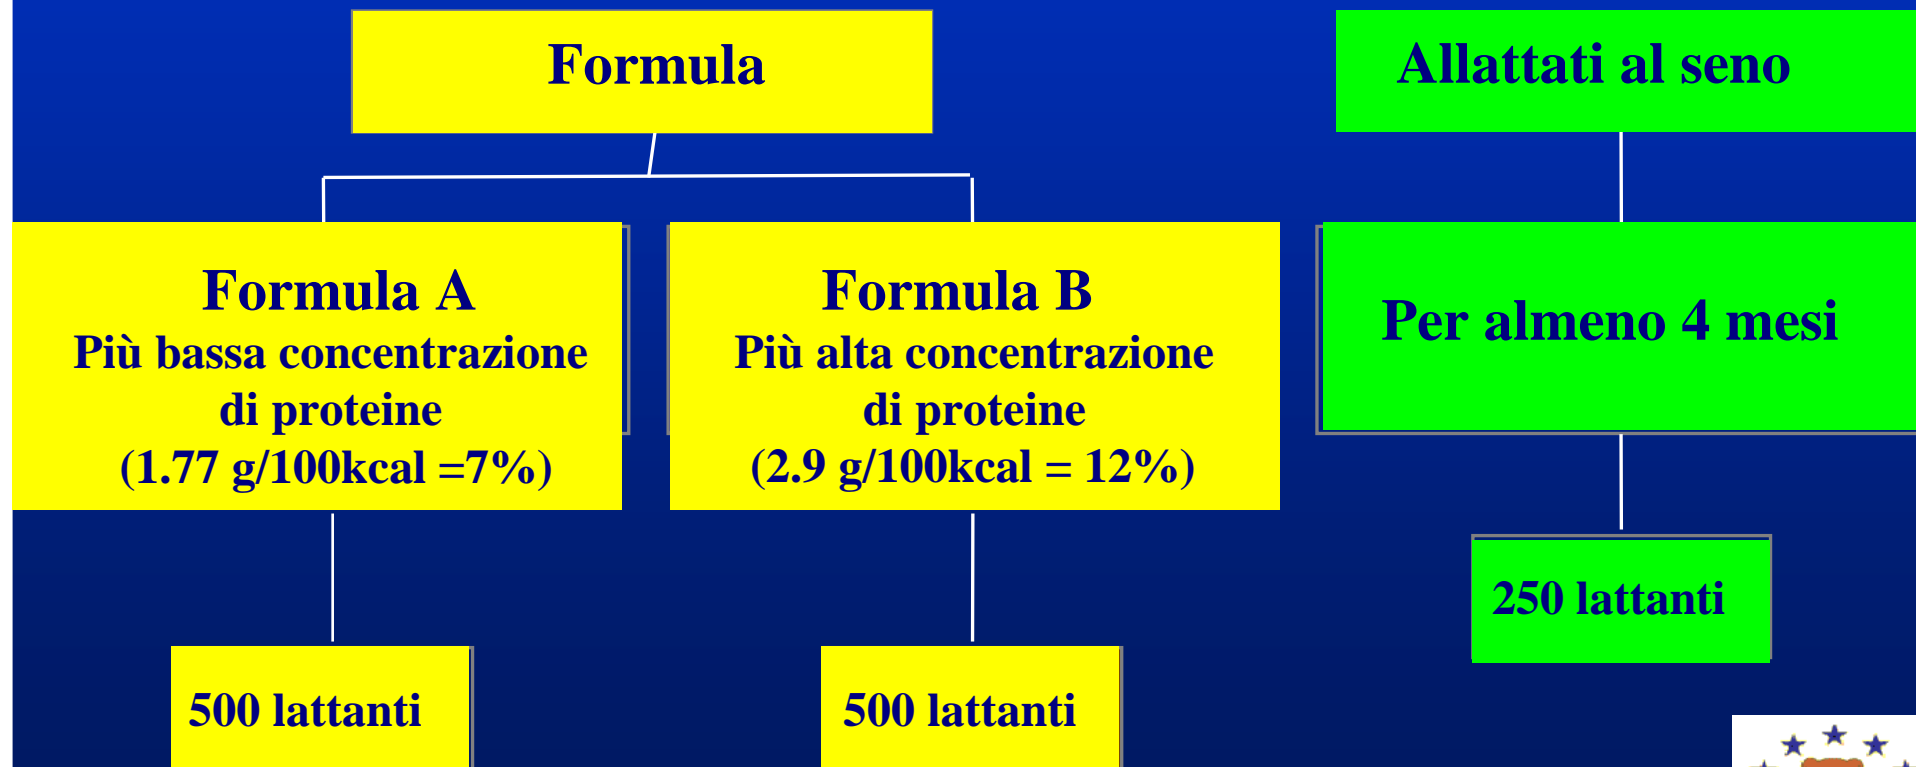 Formula
Allattati al seno
Formula A
Più bassa concentrazione
di proteine
(1.77 g/100kcal =7%)
Formula B
Più alta concentrazione
di proteine
(2.9 g/100kcal = 12%)
Per almeno 4 mesi
250 lattanti
500 lattanti
500 lattanti